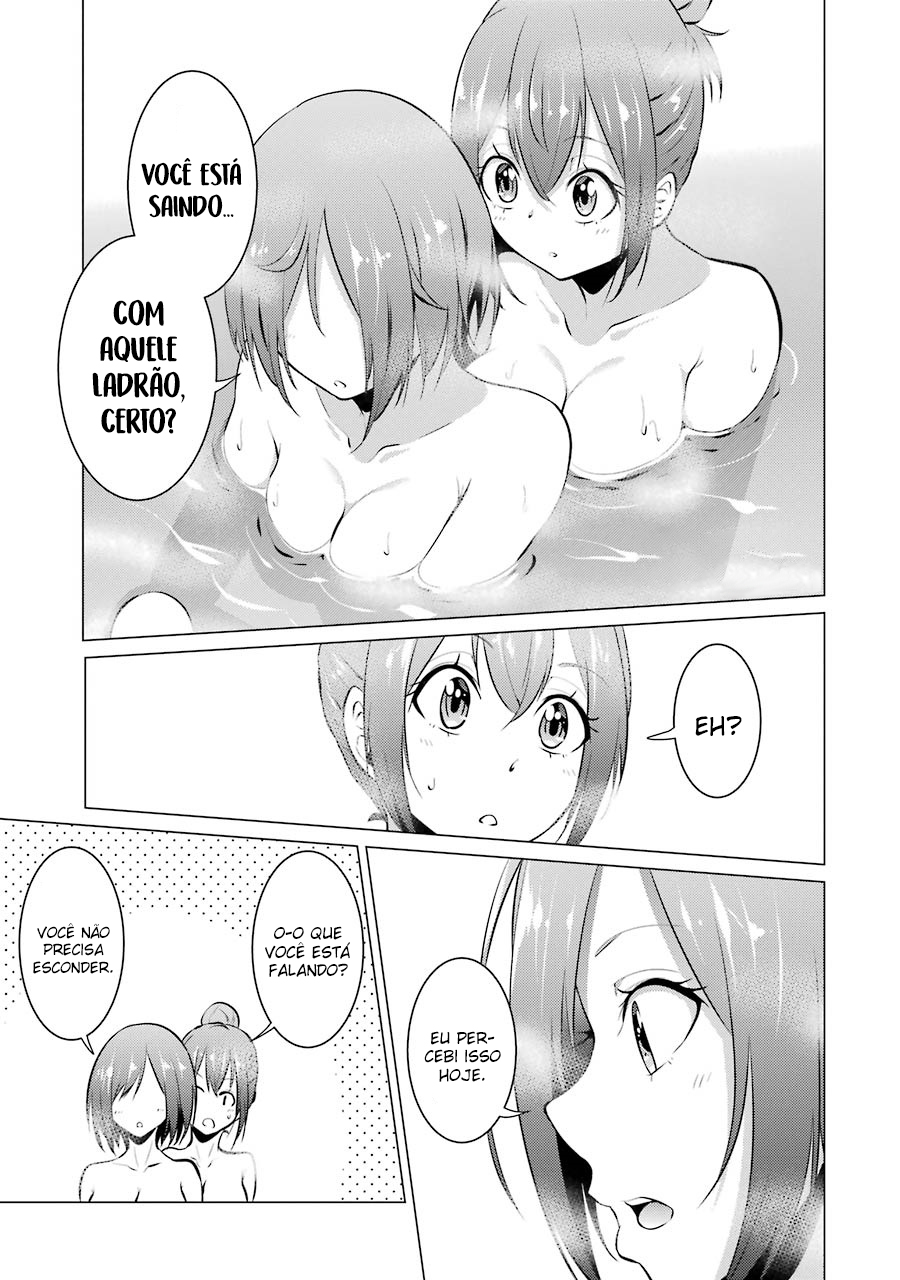 VOCÊ ESTÁ
SAINDO...
COM
AQUELE
LADRÃO,
CERTO?
EH?
EU PER-
CEBI ISSO
HOJE.
O-O QUE
VOCÊ ESTÁ
FALANDO?
VOCÊ NÃO
PRECISA
ESCONDER.